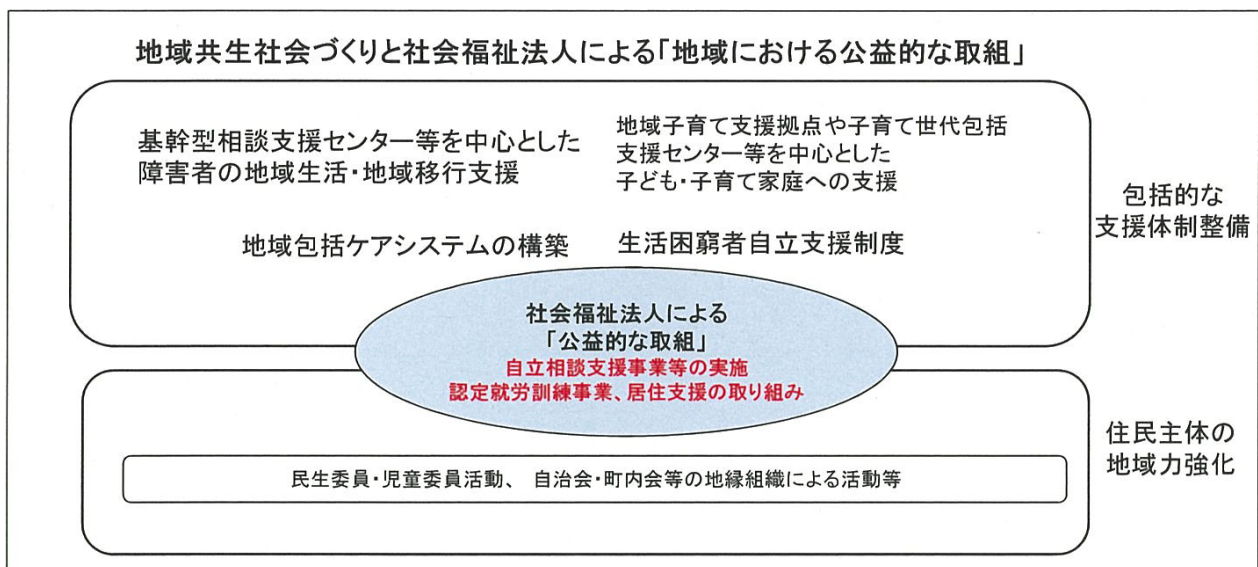 地域共生社会づくりと社会福祉法人による「地域における公益的な取組」
基幹型相談支援センター等を中心とした
障害者の地域生活・地域移行支援
地域子育て支援拠点や子育て世代包括
支援センター等を中心とした
子ども・子育て家庭への支援
地域包括ケアシステムの構築
生活困窮者自立支援制度
包括的な
支援体制整備
社会福祉法人による
「公益的な取組」
自立相談支援事業等の実施
認定就労訓練事業、居住支援の取り組み
住民主体の
地域力強化
民生委員・児童委員活動、 自治会・町内会等の地縁組織による活動等